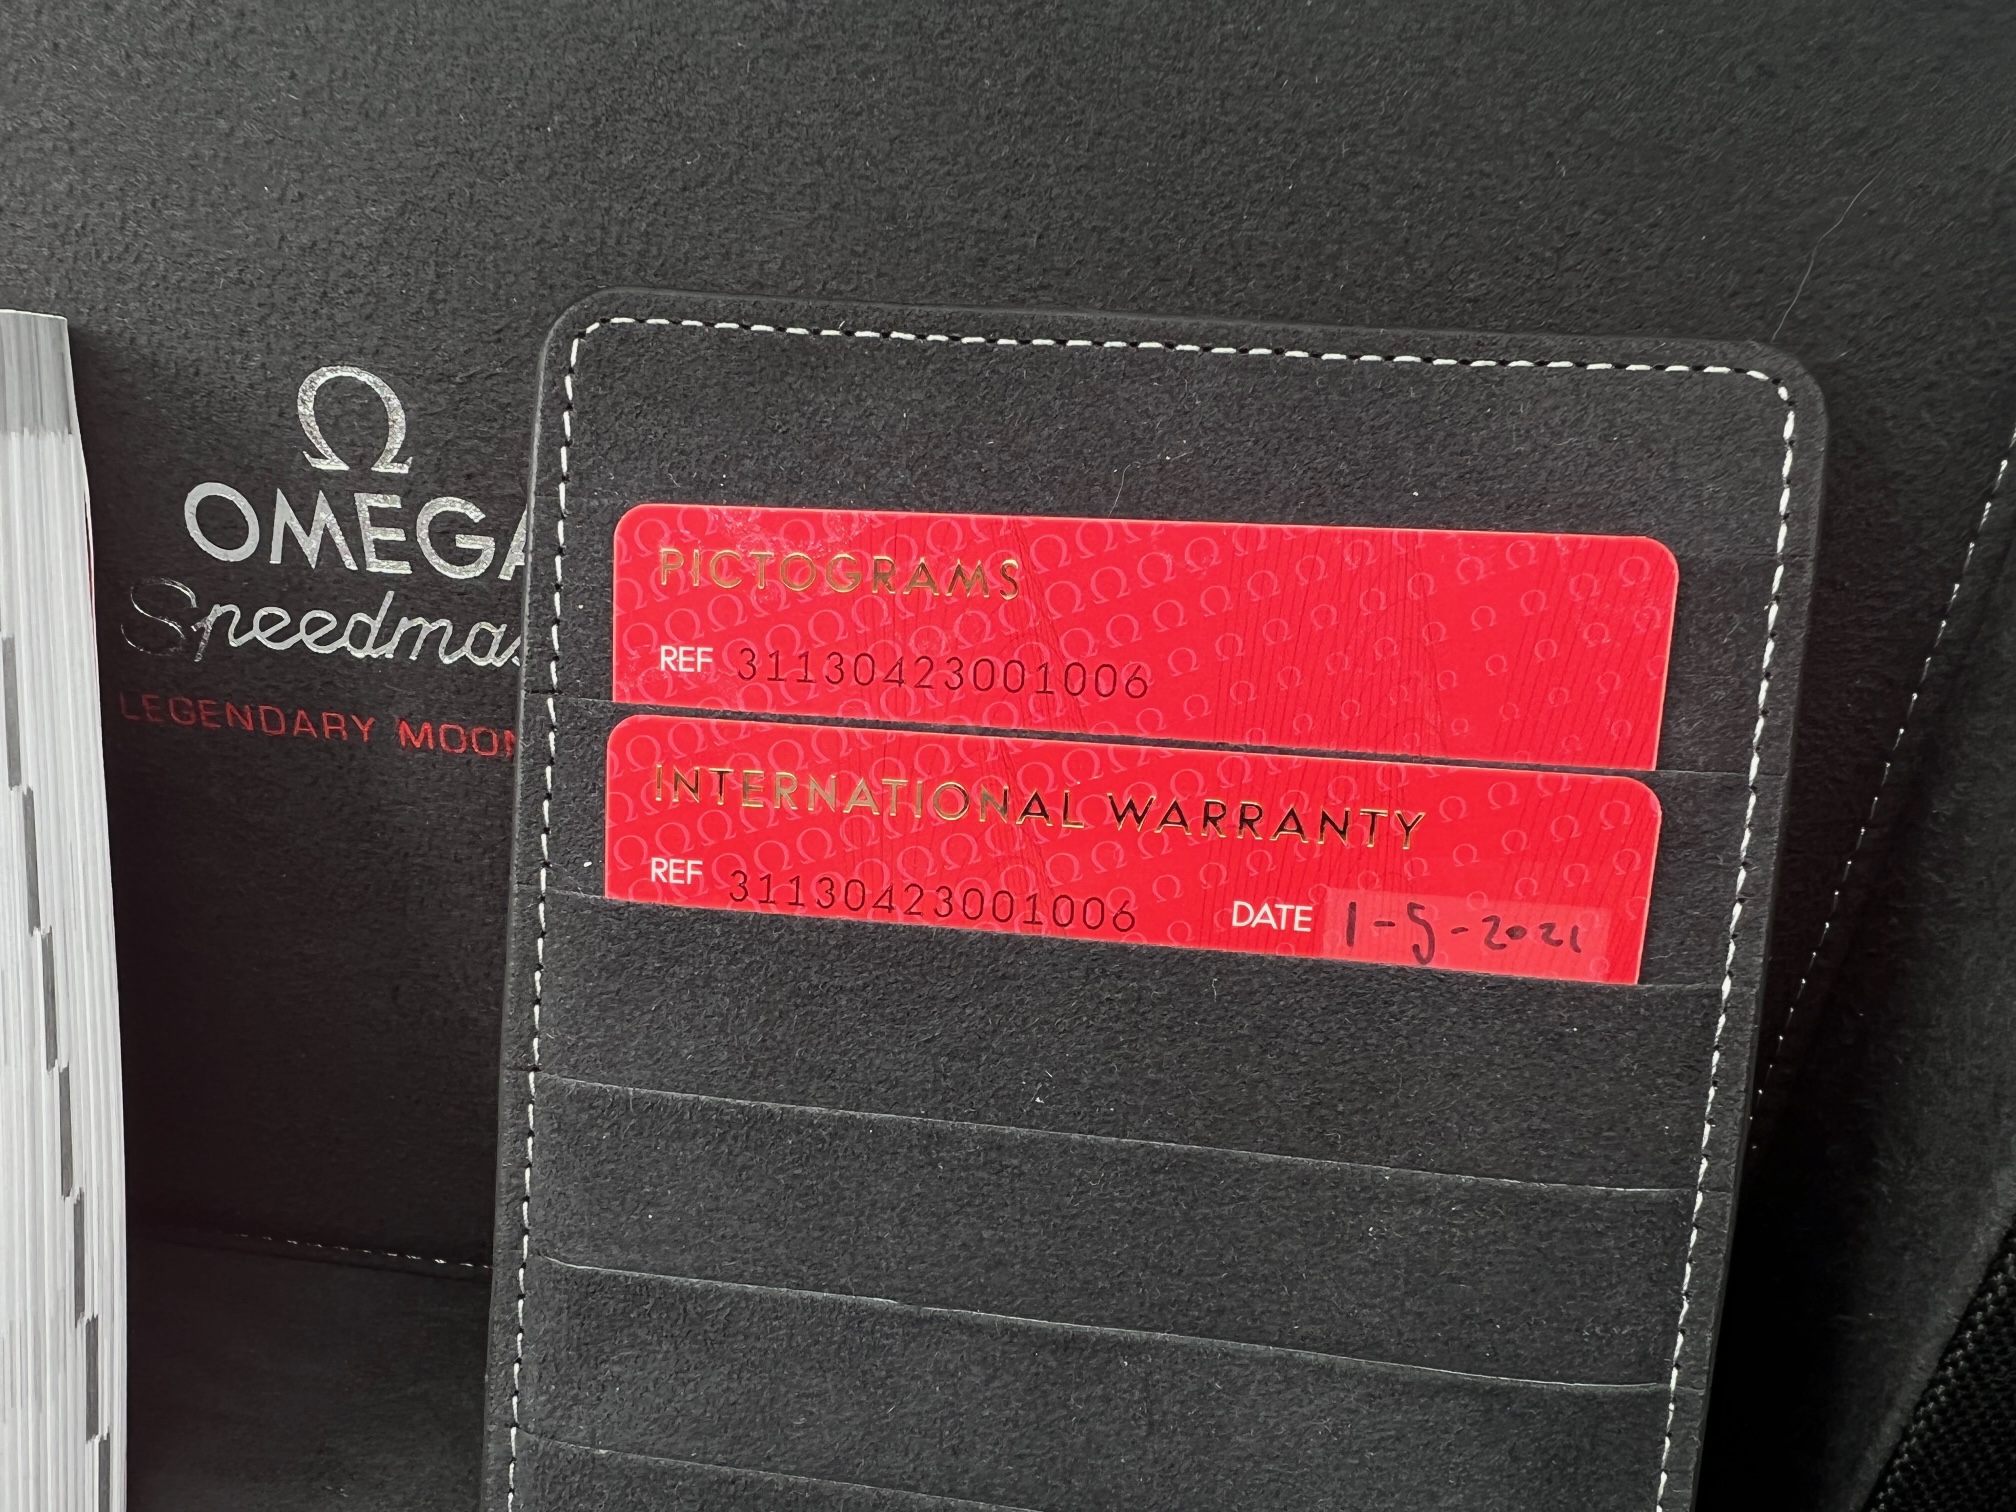 Ω
OMEGA
Speedmas
LEGENDARY MOON
PICTOGRAMS
REF 31130423001006
INTERNATIONAL WARRANTY
REF 31130423001006 DATE 1-5-2021